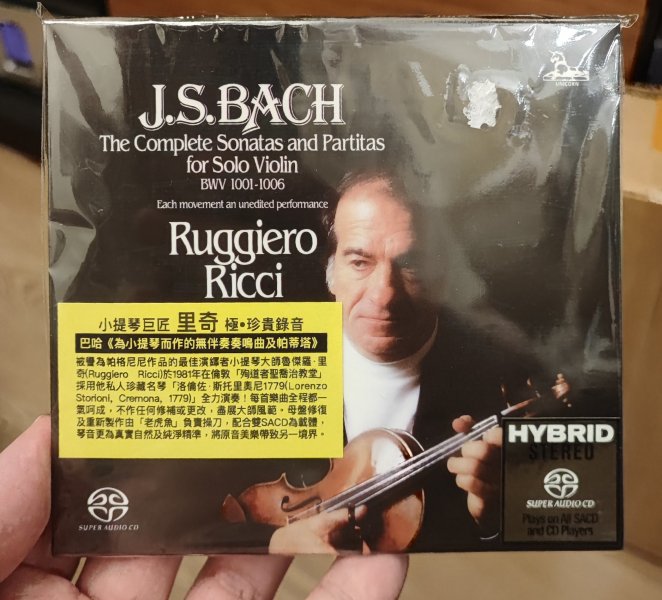 UNICORN
J.S.BACH
The Complete Sonatas and Partitas
for Solo Violin
BWV 1001-1006
Each movement an unedited performance
Ruggiero
Ricci
小提琴巨匠 里奇 極•珍貴錄音
巴哈《為小提琴而作的無伴奏奏鳴曲及帕蒂塔》
被譽為帕格尼尼作品的最佳演繹者小提琴大師魯傑羅·里
奇(Ruggiero Ricci)於1981年在倫敦「殉道者聖喬治教堂」
採用他私人珍藏名琴「洛倫佐·斯托里奧尼1779(Lorenzo
Storioni, Cremona, 1779)」全力演奏！每首樂曲全程都一
氣呵成，不作任何修補或更改，盡展大師風範。母盤修復
及重新製作由「老虎魚」負責操刀，配合雙SACD為載體，
琴音更為真實自然及純淨精準，將原音美樂帶致另一境界。
SUPER AUDIO CD
HYBRID
STEREO
SUPER AUDIO CD
Plays on All SACD
and CD Players